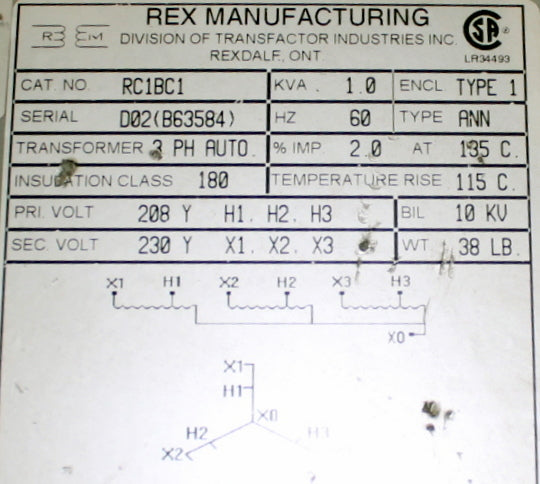 REX MANUFACTURING
DIVISION OF TRANSFACTOR INDUSTRIES INC.
REXDALE, ONT.
LR34493
CAT. NO. RC1BC1 KVA . 1.0 ENCL TYPE 1
SERIAL D02(B63584) HZ 60 TYPE ANN
TRANSFORMER 3 PH AUTO. % IMP. 2.0 AT 135 C.
INSULATION CLASS 180 TEMPERATURE RISE 115 C.
PRI. VOLT 208 Y H1. H2. H3 BIL 10 KV
SEC. VOLT 230 Y X1. X2. X3 WT. 38 LB.
X1 H1 X2 H2 X3 H3
X0
X1
H1
X0
H2 H3
X2